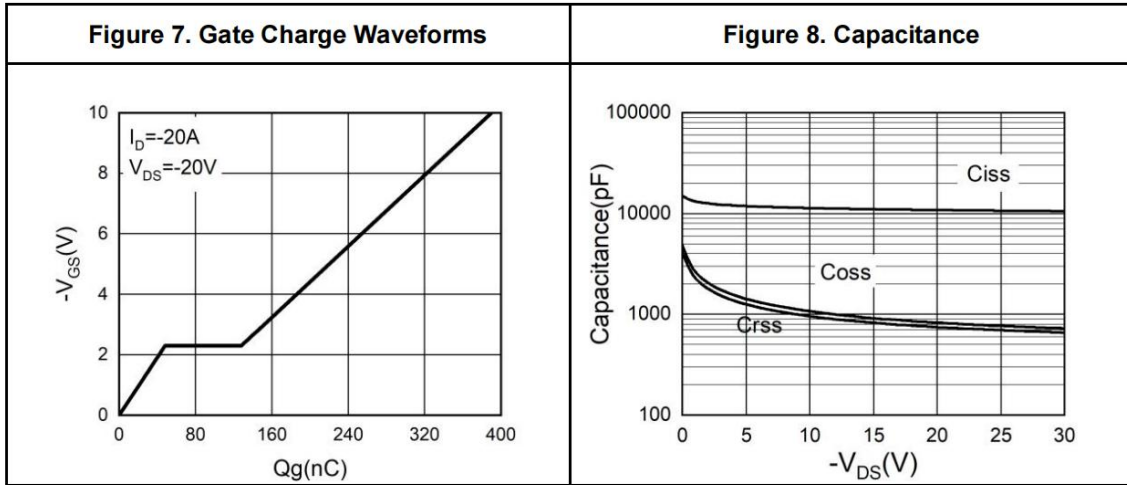 Figure 7. Gate Charge Waveforms
Figure 8. Capacitance
I_D=-20A
V_DS=-20V
-V_GS(V)
10
8
6
4
2
0
0 80 160 240 320 400
Qg(nC)
Capacitance(pF)
100000
10000
1000
100
Ciss
Coss
Crss
0 5 10 15 20 25 30
-V_DS(V)